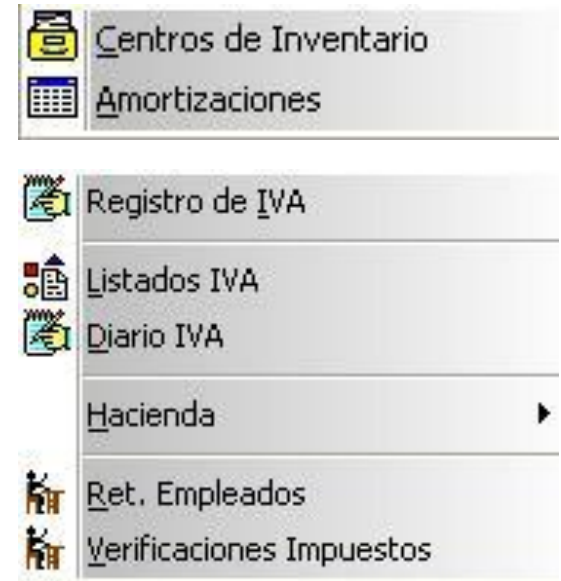 Centros de Inventario
Amortizaciones
Registro de IVA
Listados IVA
Diario IVA
Hacienda
Ret. Empleados
Verificaciones Impuestos